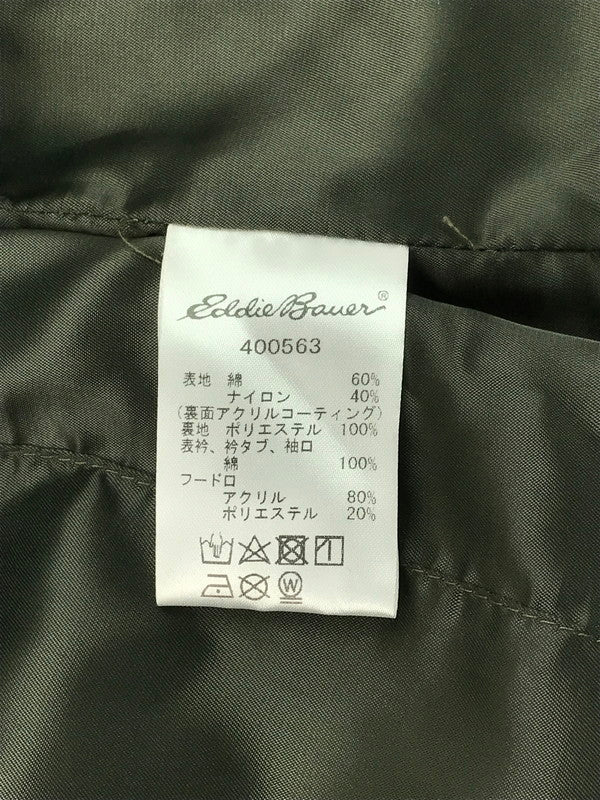 Eddie Bauer®
400563
表地 綿 60%
ナイロン 40%
(裏面アクリルコーティング)
裏地 ポリエステル 100%
表衿、衿タブ、袖口
綿 100%
フードロ
アクリル 80%
ポリエステル 20%
W